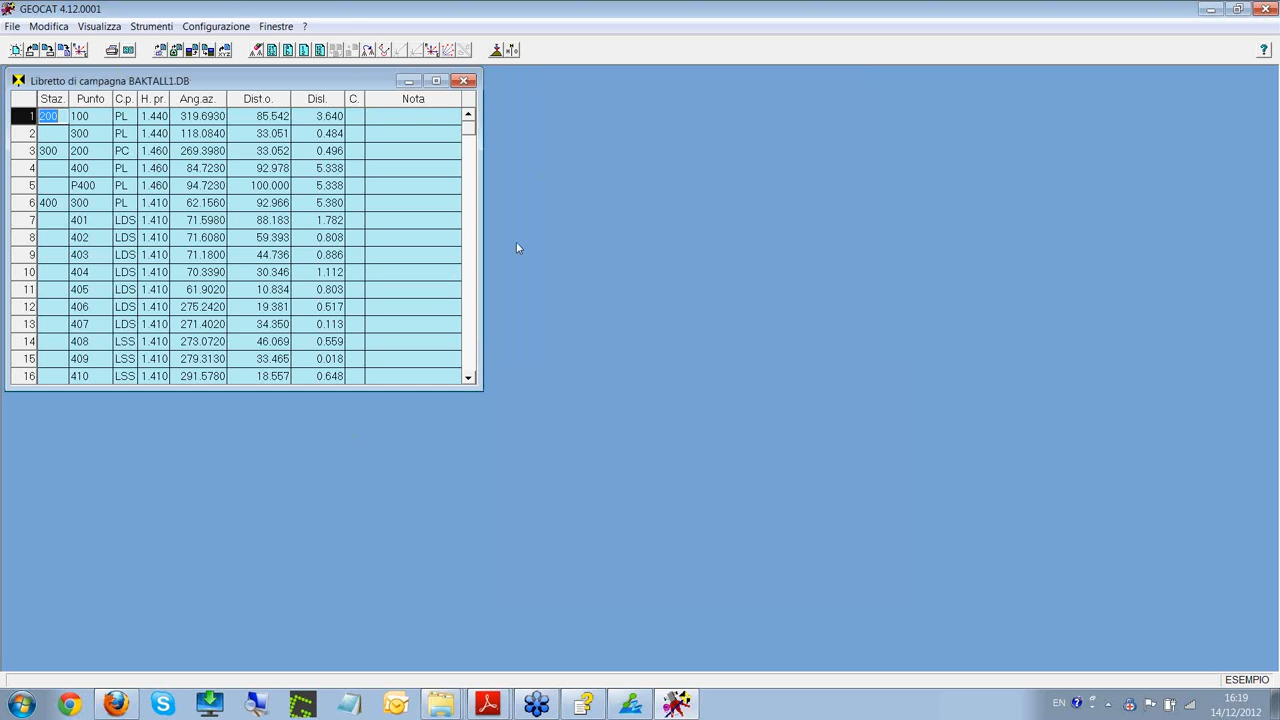 GEOCAT 4.12.0001
File Modifica Visualizza Strumenti Configurazione Finestre ?
Libretto di campagna BAKTALL1.DB
Staz. Punto C.p. H. pr. Ang.az. Dist.o. Disl. C. Nota
1 200 100 PL 1.440 319.6930 85.542 3.640
2 300 PL 1.440 118.0840 33.051 0.484
3 300 200 PC 1.460 269.3980 33.052 0.496
4 400 PL 1.460 84.7230 92.978 5.338
5 P400 PL 1.460 94.7230 100.000 5.338
6 400 300 PL 1.410 62.1560 92.966 5.380
7 401 LDS 1.410 71.5980 88.183 1.782
8 402 LDS 1.410 71.6080 59.393 0.808
9 403 LDS 1.410 71.1800 44.736 0.886
10 404 LDS 1.410 70.3390 30.346 1.112
11 405 LDS 1.410 61.9020 10.834 0.803
12 406 LDS 1.410 275.2420 19.381 0.517
13 407 LDS 1.410 271.4020 34.350 0.113
14 408 LSS 1.410 273.0720 46.069 0.559
15 409 LSS 1.410 279.3130 33.465 0.018
16 410 LSS 1.410 291.5780 18.557 0.648
ESEMPIO
EN 16:19
14/12/2012